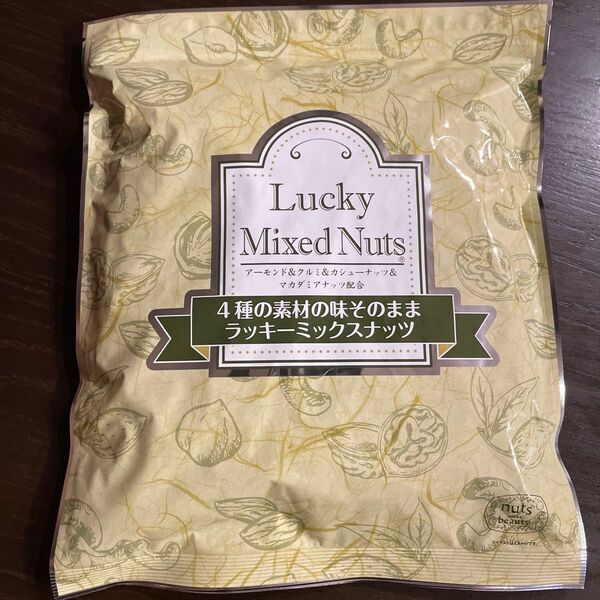 Lucky
Mixed Nuts®
アーモンド&クルミ&カシューナッツ&
マカダミアナッツ配合
4種の素材の味そのまま
ラッキーミックスナッツ
nuts
beauty